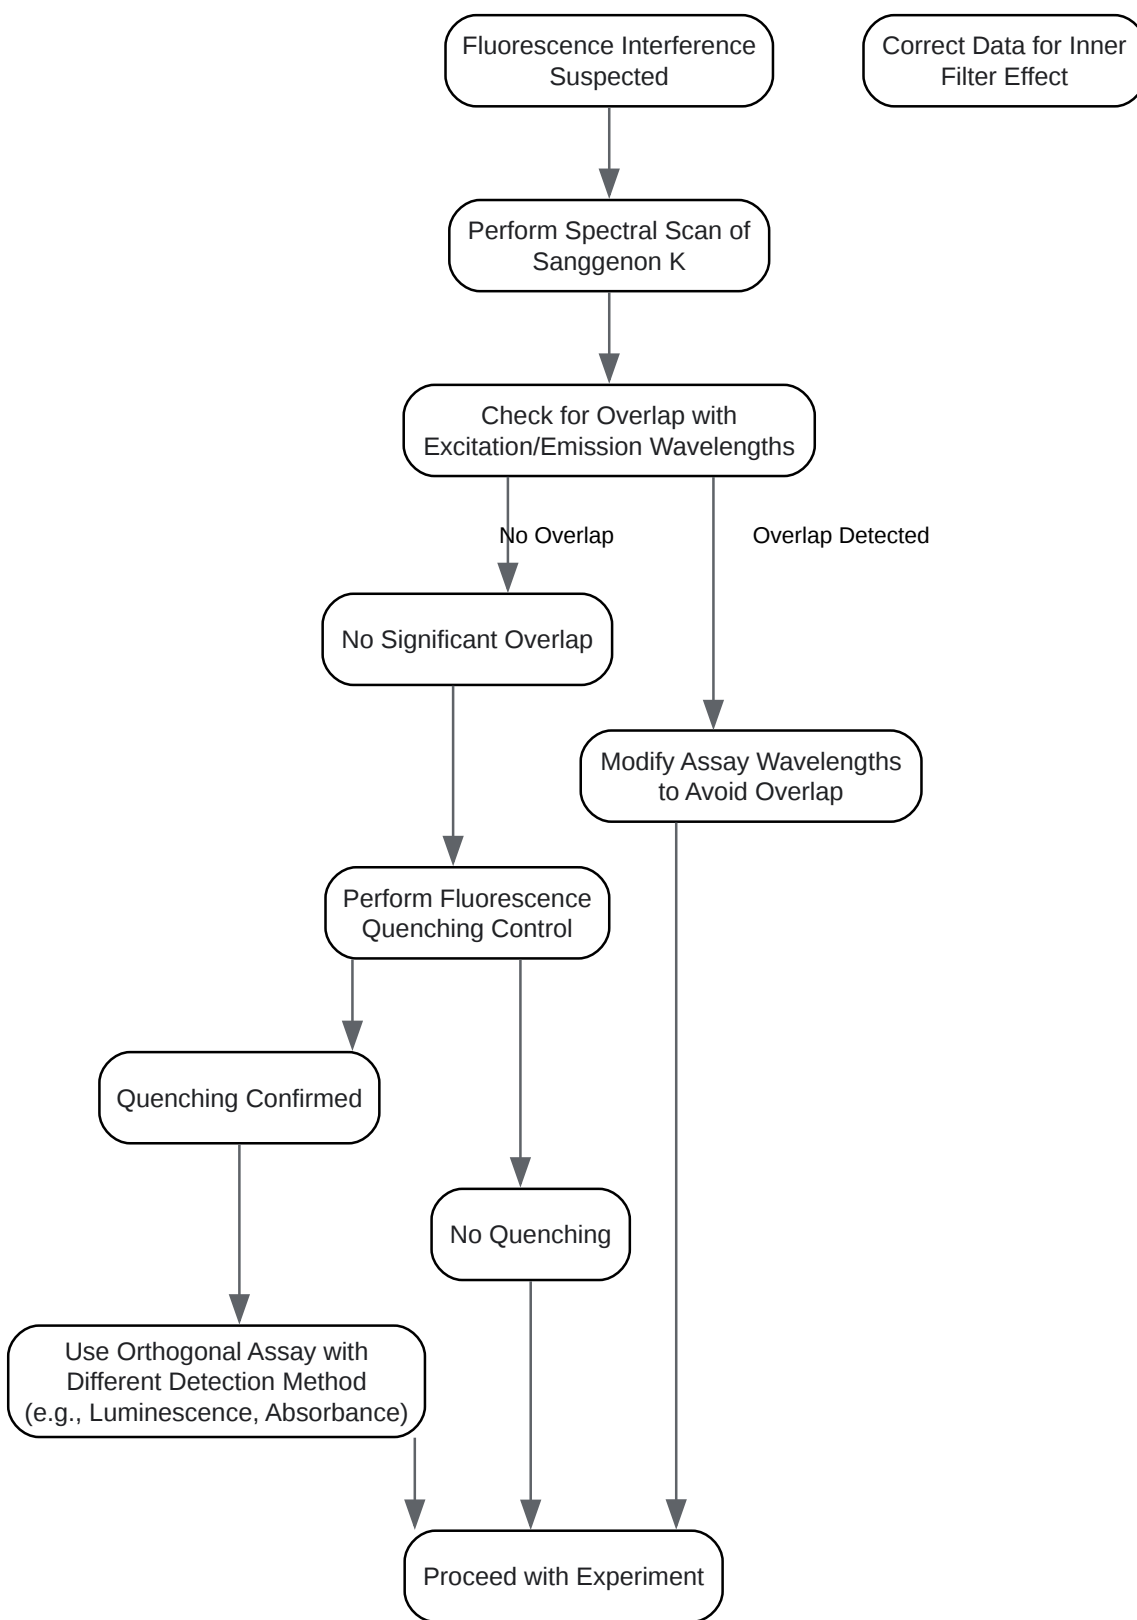 Fluorescence Interference
Suspected
Correct Data for Inner
Filter Effect
Perform Spectral Scan of
Sanggenon K
Check for Overlap with
Excitation/Emission Wavelengths
No Overlap
Overlap Detected
No Significant Overlap
Modify Assay Wavelengths
to Avoid Overlap
Perform Fluorescence
Quenching Control
Quenching Confirmed
No Quenching
Use Orthogonal Assay with
Different Detection Method
(e.g., Luminescence, Absorbance)
Proceed with Experiment